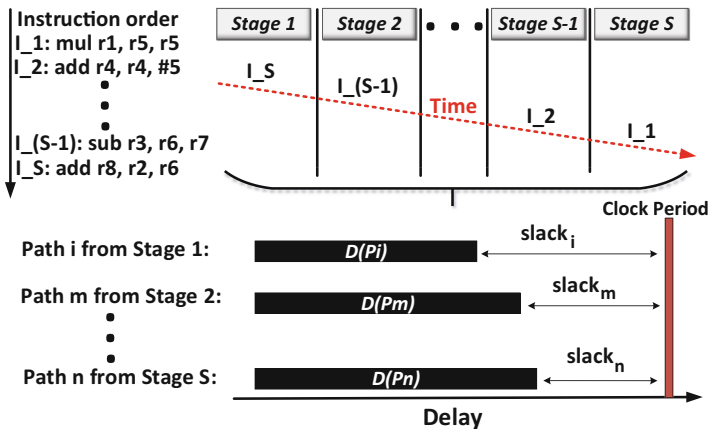 Instruction order
I_1: mul r1, r5, r5
I_2: add r4, r4, #5
I_(S-1): sub r3, r6, r7
I_S: add r8, r2, r6
Stage 1
Stage 2
Stage S-1
Stage S
I_S
I_(S-1)
Time
I_2
I_1
Clock Period
Path i from Stage 1:
D(Pi)
slack_i
Path m from Stage 2:
D(Pm)
slack_m
Path n from Stage S:
D(Pn)
slack_n
Delay